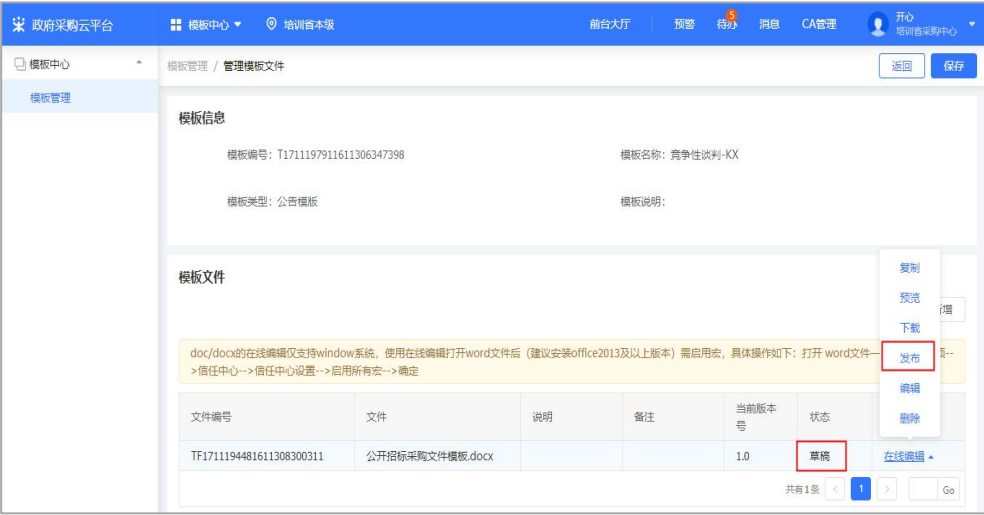 政府采购云平台 模板中心 培训省本级 前台大厅 预警 待办 5 消息 CA管理 开心
培训省采购中心
模板中心 模板管理 / 管理模板文件 返回 保存
模板管理
模板信息
模板编号：T1711197911611306347398 模板名称：竞争性谈判-KX
模板类型：公告模版 模板说明：
复制
模板文件
预览
增
下载
doc/docx的在线编辑仅支持window系统，使用在线编辑打开word文件后（建议安装office2013及以上版本）需启用宏，具体操作如下：打开 word文件一
>信任中心-->信任中心设置-->启用所有宏-->确定
发布
编辑
删除
文件编号 文件 说明 备注 当前版本号 状态
TF1711194481611308300311 公开招标采购文件模板.docx 1.0 草稿 在线编辑
共有1条 < 1 > Go